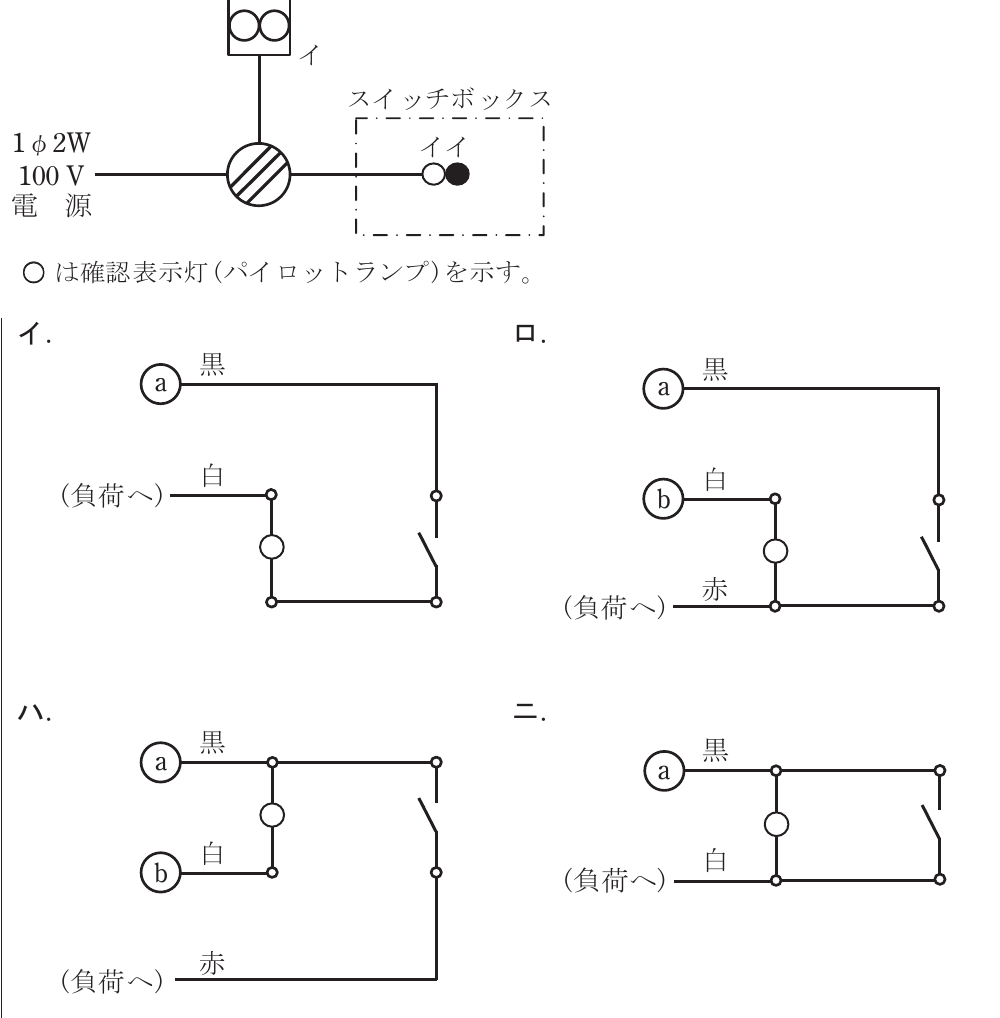 イ
スイッチボックス
イイ
1φ2W
100 V
電　源
○ は確認表示灯(パイロットランプ)を示す。
イ.
a 黒
(負荷へ) 白
ロ.
a 黒
b 白
(負荷へ) 赤
ハ.
a 黒
b 白
(負荷へ) 赤
ニ.
a 黒
(負荷へ) 白